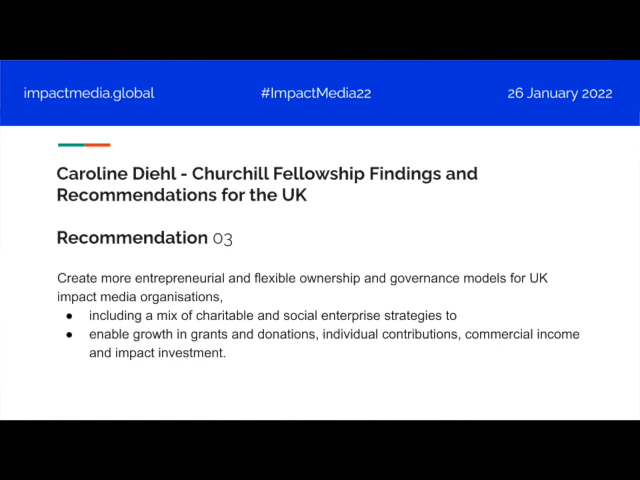 impactmedia.global #ImpactMedia22 26 January 2022
Caroline Diehl - Churchill Fellowship Findings and
Recommendations for the UK
Recommendation 03
Create more entrepreneurial and flexible ownership and governance models for UK
impact media organisations,
● including a mix of charitable and social enterprise strategies to
● enable growth in grants and donations, individual contributions, commercial income
and impact investment.